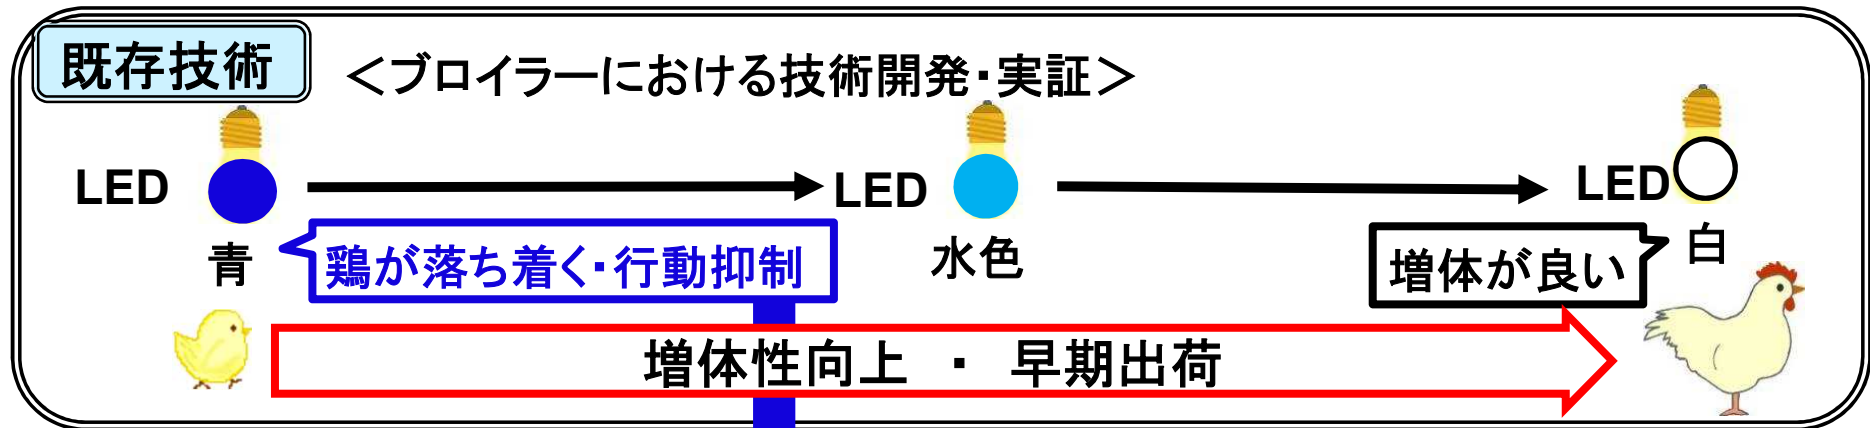 既存技術
＜ブロイラーにおける技術開発・実証＞
LED
LED
LED
青
水色
白
鶏が落ち着く・行動抑制
増体が良い
増体性向上 ・ 早期出荷